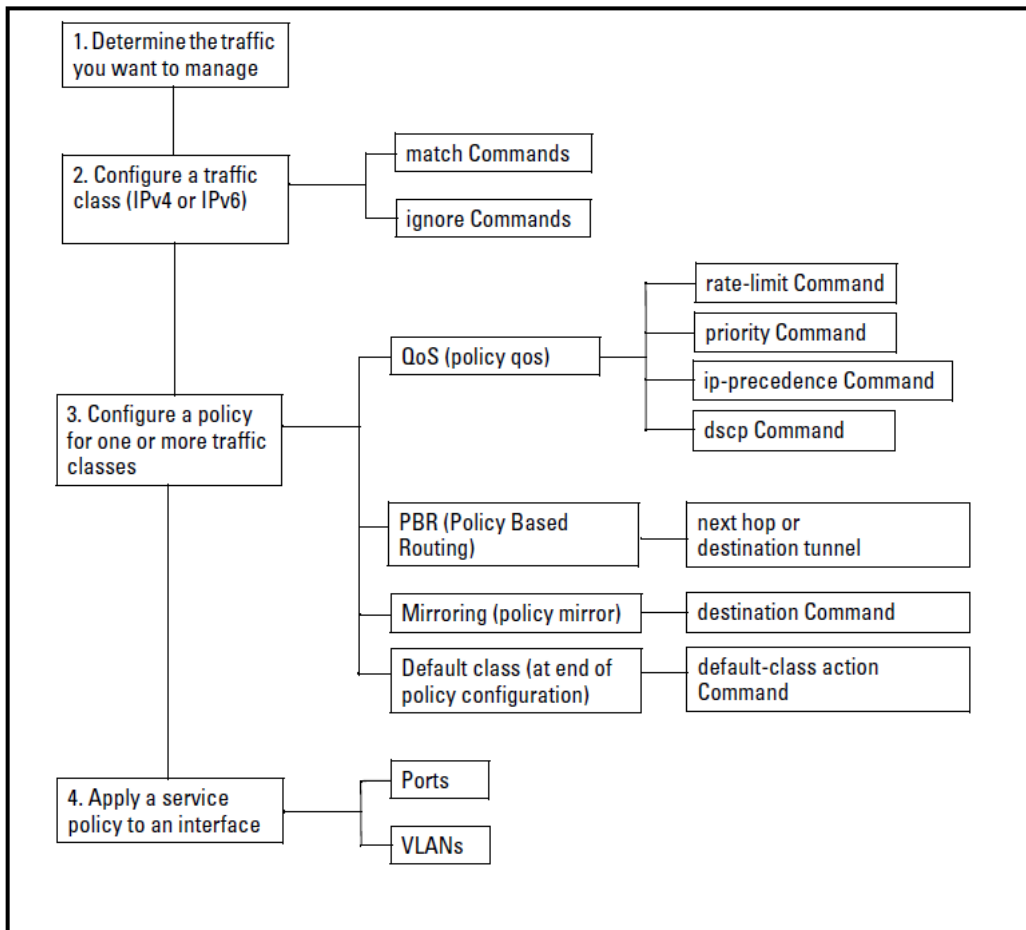 1. Determine the traffic
you want to manage
2. Configure a traffic
class (IPv4 or IPv6)
match Commands
ignore Commands
3. Configure a policy
for one or more traffic
classes
QoS (policy qos)
rate-limit Command
priority Command
ip-precedence Command
dscp Command
PBR (Policy Based
Routing)
next hop or
destination tunnel
Mirroring (policy mirror)
destination Command
Default class (at end of
policy configuration)
default-class action
Command
4. Apply a service
policy to an interface
Ports
VLANs